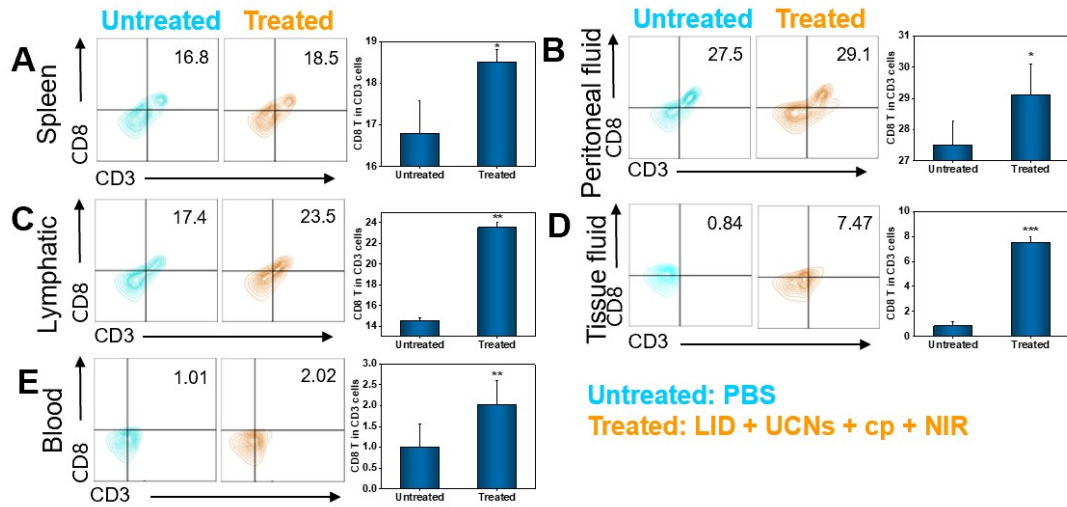 Untreated Treated
A
Spleen
CD8
CD3
16.8
18.5
CD8 T in CD3 cells
19
18
17
16
*
Untreated Treated
Untreated Treated
B
Peritoneal fluid
CD8
CD3
27.5
29.1
CD8 T in CD3 cells
31
30
29
28
27
*
Untreated Treated
C
Lymphatic
CD8
CD3
17.4
23.5
CD8 T in CD3 cells
24
22
20
18
16
14
**
Untreated Treated
D
Tissue fluid
CD8
CD3
0.84
7.47
CD8 T in CD3 cells
10
8
6
4
2
0
***
Untreated Treated
E
Blood
CD8
CD3
1.01
2.02
CD8 T in CD3 cells
3.0
2.5
2.0
1.5
1.0
0.5
0.0
**
Untreated Treated
Untreated: PBS
Treated: LID + UCNs + cp + NIR